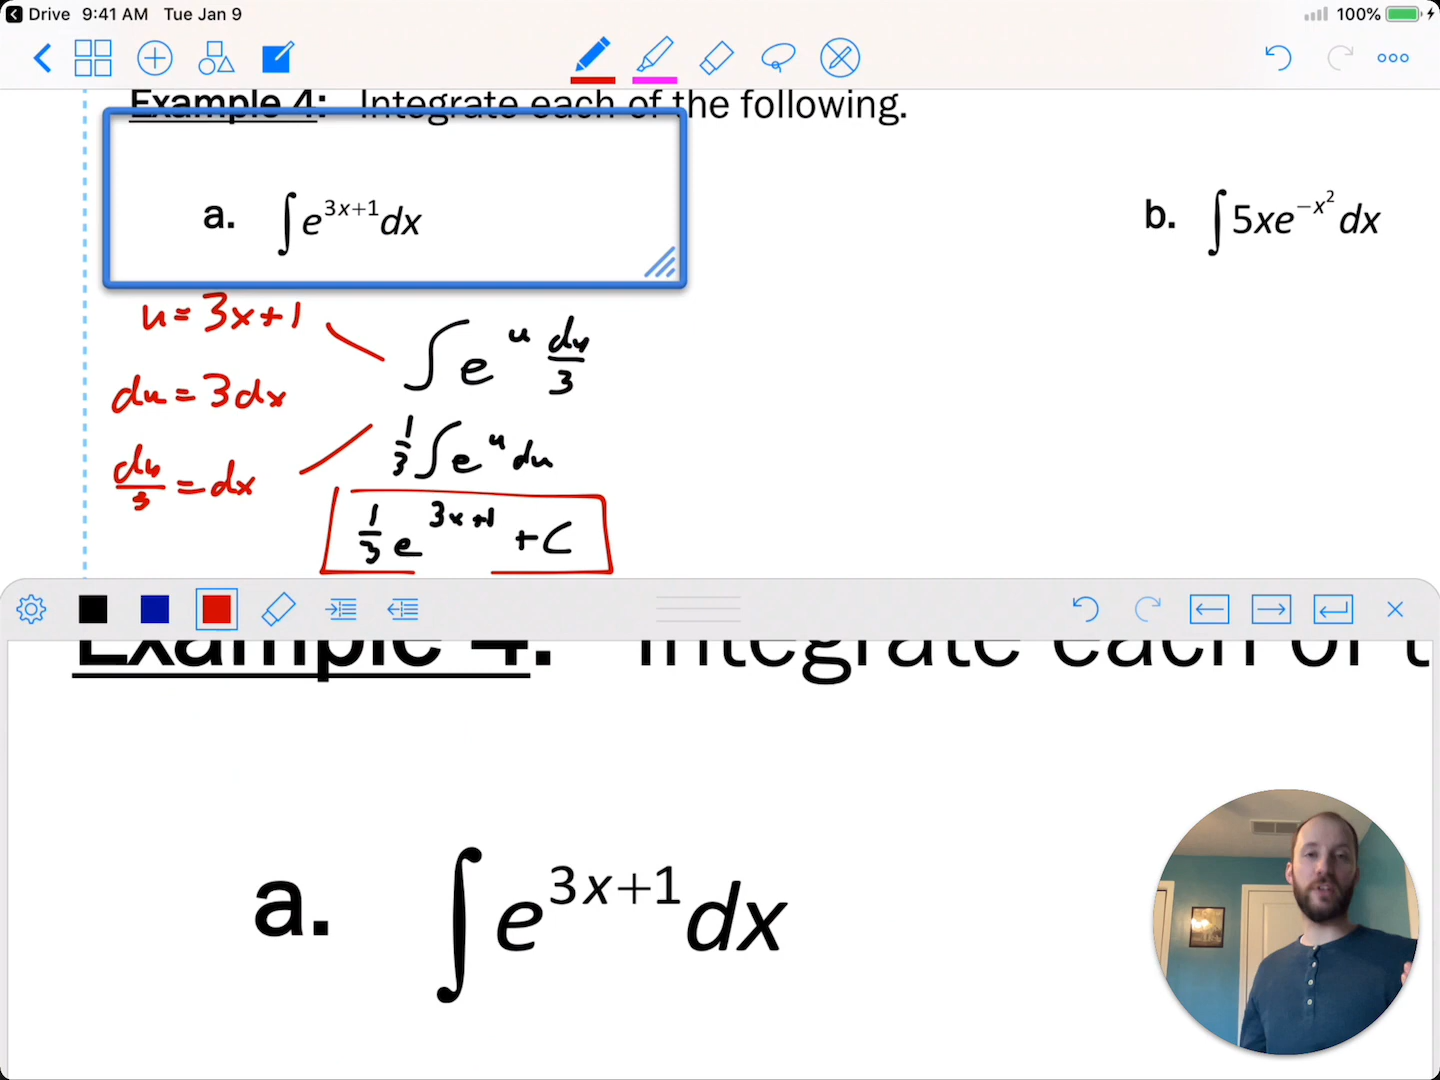 Drive 9:41 AM Tue Jan 9 100%
Example 4: Integrate each of the following.
a. ∫e^{3x+1}dx
b. ∫5xe^{-x^2}dx
u = 3x+1
∫e^u du/3
du = 3dx
1/3 ∫e^u du
du/3 = dx
1/3 e^{3x+1} + C
Example 4: Integrate each of t
a. ∫e^{3x+1}dx